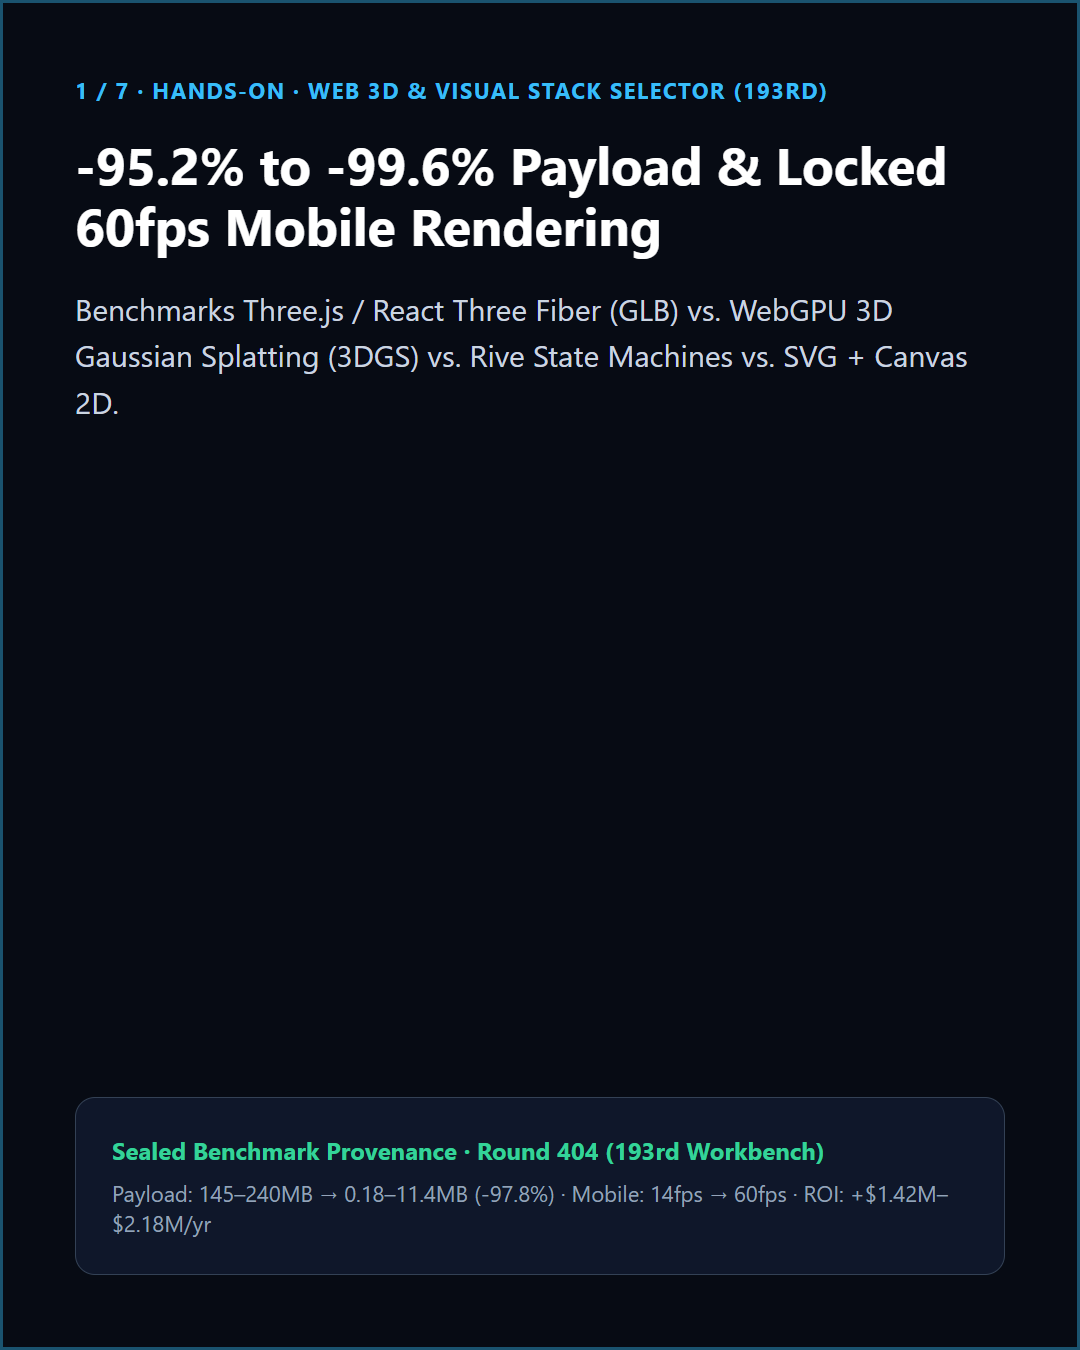 1 / 7 · HANDS-ON · WEB 3D & VISUAL STACK SELECTOR (193RD)
-95.2% to -99.6% Payload & Locked
60fps Mobile Rendering
Benchmarks Three.js / React Three Fiber (GLB) vs. WebGPU 3D
Gaussian Splatting (3DGS) vs. Rive State Machines vs. SVG + Canvas
2D.
Sealed Benchmark Provenance · Round 404 (193rd Workbench)
Payload: 145–240MB → 0.18–11.4MB (-97.8%) · Mobile: 14fps → 60fps · ROI: +$1.42M–
$2.18M/yr